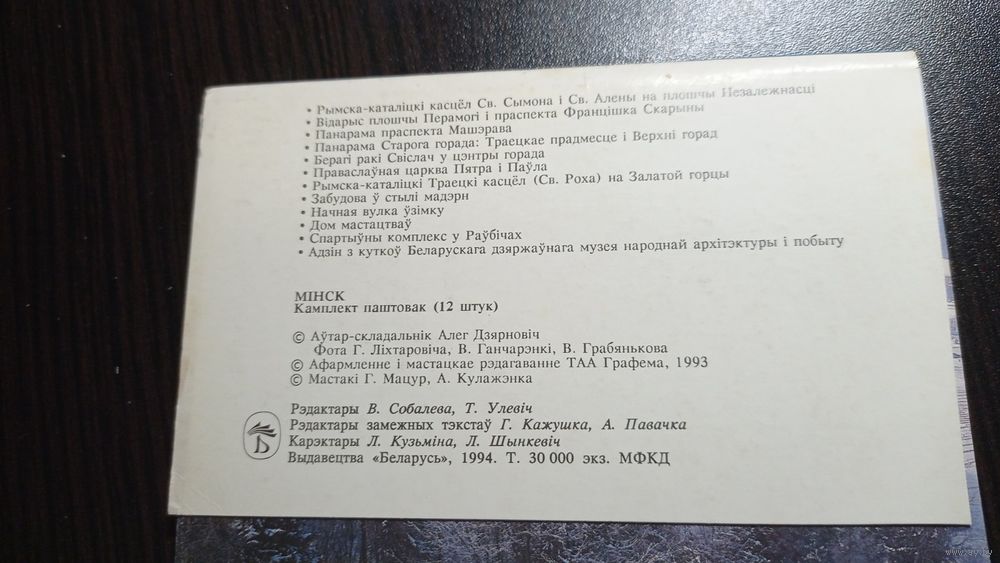 • Рымска-каталіцкі касцёл Св. Сымона і Св. Алены на плошчы Незалежнасці
• Відарыс плошчы Перамогі і праспекта Францішка Скарыны
• Панарама праспекта Машэрава
• Панарама Старога горада: Траецкае прадмесце і Верхні горад
• Берагі ракі Свіслач у цэнтры горада
• Праваслаўная царква Пятра і Паўла
• Рымска-каталіцкі Траецкі касцёл (Св. Роха) на Залатой горцы
• Забудова ў стылі мадэрн
• Начная вулка ўзімку
• Дом мастацтваў
• Спартыўны комплекс у Раўбічах
• Адзін з куткоў Беларускага дзяржаўнага музея народнай архітэктуры і побыту
МІНСК
Камплект паштовак (12 штук)
© Аўтар-складальнік Алег Дзярновіч
Фота Г. Ліхтаровіча, В. Ганчарэнкі, В. Грабянькова
© Афармленне і мастацкае рэдагаванне ТАА Графема, 1993
© Мастакі Г. Мацур, А. Кулажэнка
Рэдактары В. Собалева, Т. Улевіч
Рэдактары замежных тэкстаў Г. Кажушка, А. Павачка
Карэктары Л. Кузьміна, Л. Шынкевіч
Выдавецтва «Беларусь», 1994. Т. 30 000 экз. МФКД
Б
www.ay.by